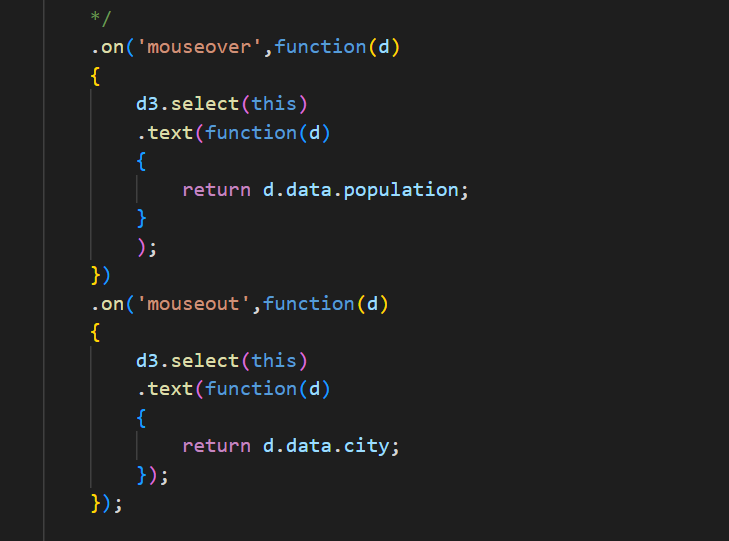 */
.on('mouseover',function(d)
{
d3.select(this)
.text(function(d)
{
return d.data.population;
}
);
})
.on('mouseout',function(d)
{
d3.select(this)
.text(function(d)
{
return d.data.city;
});
});